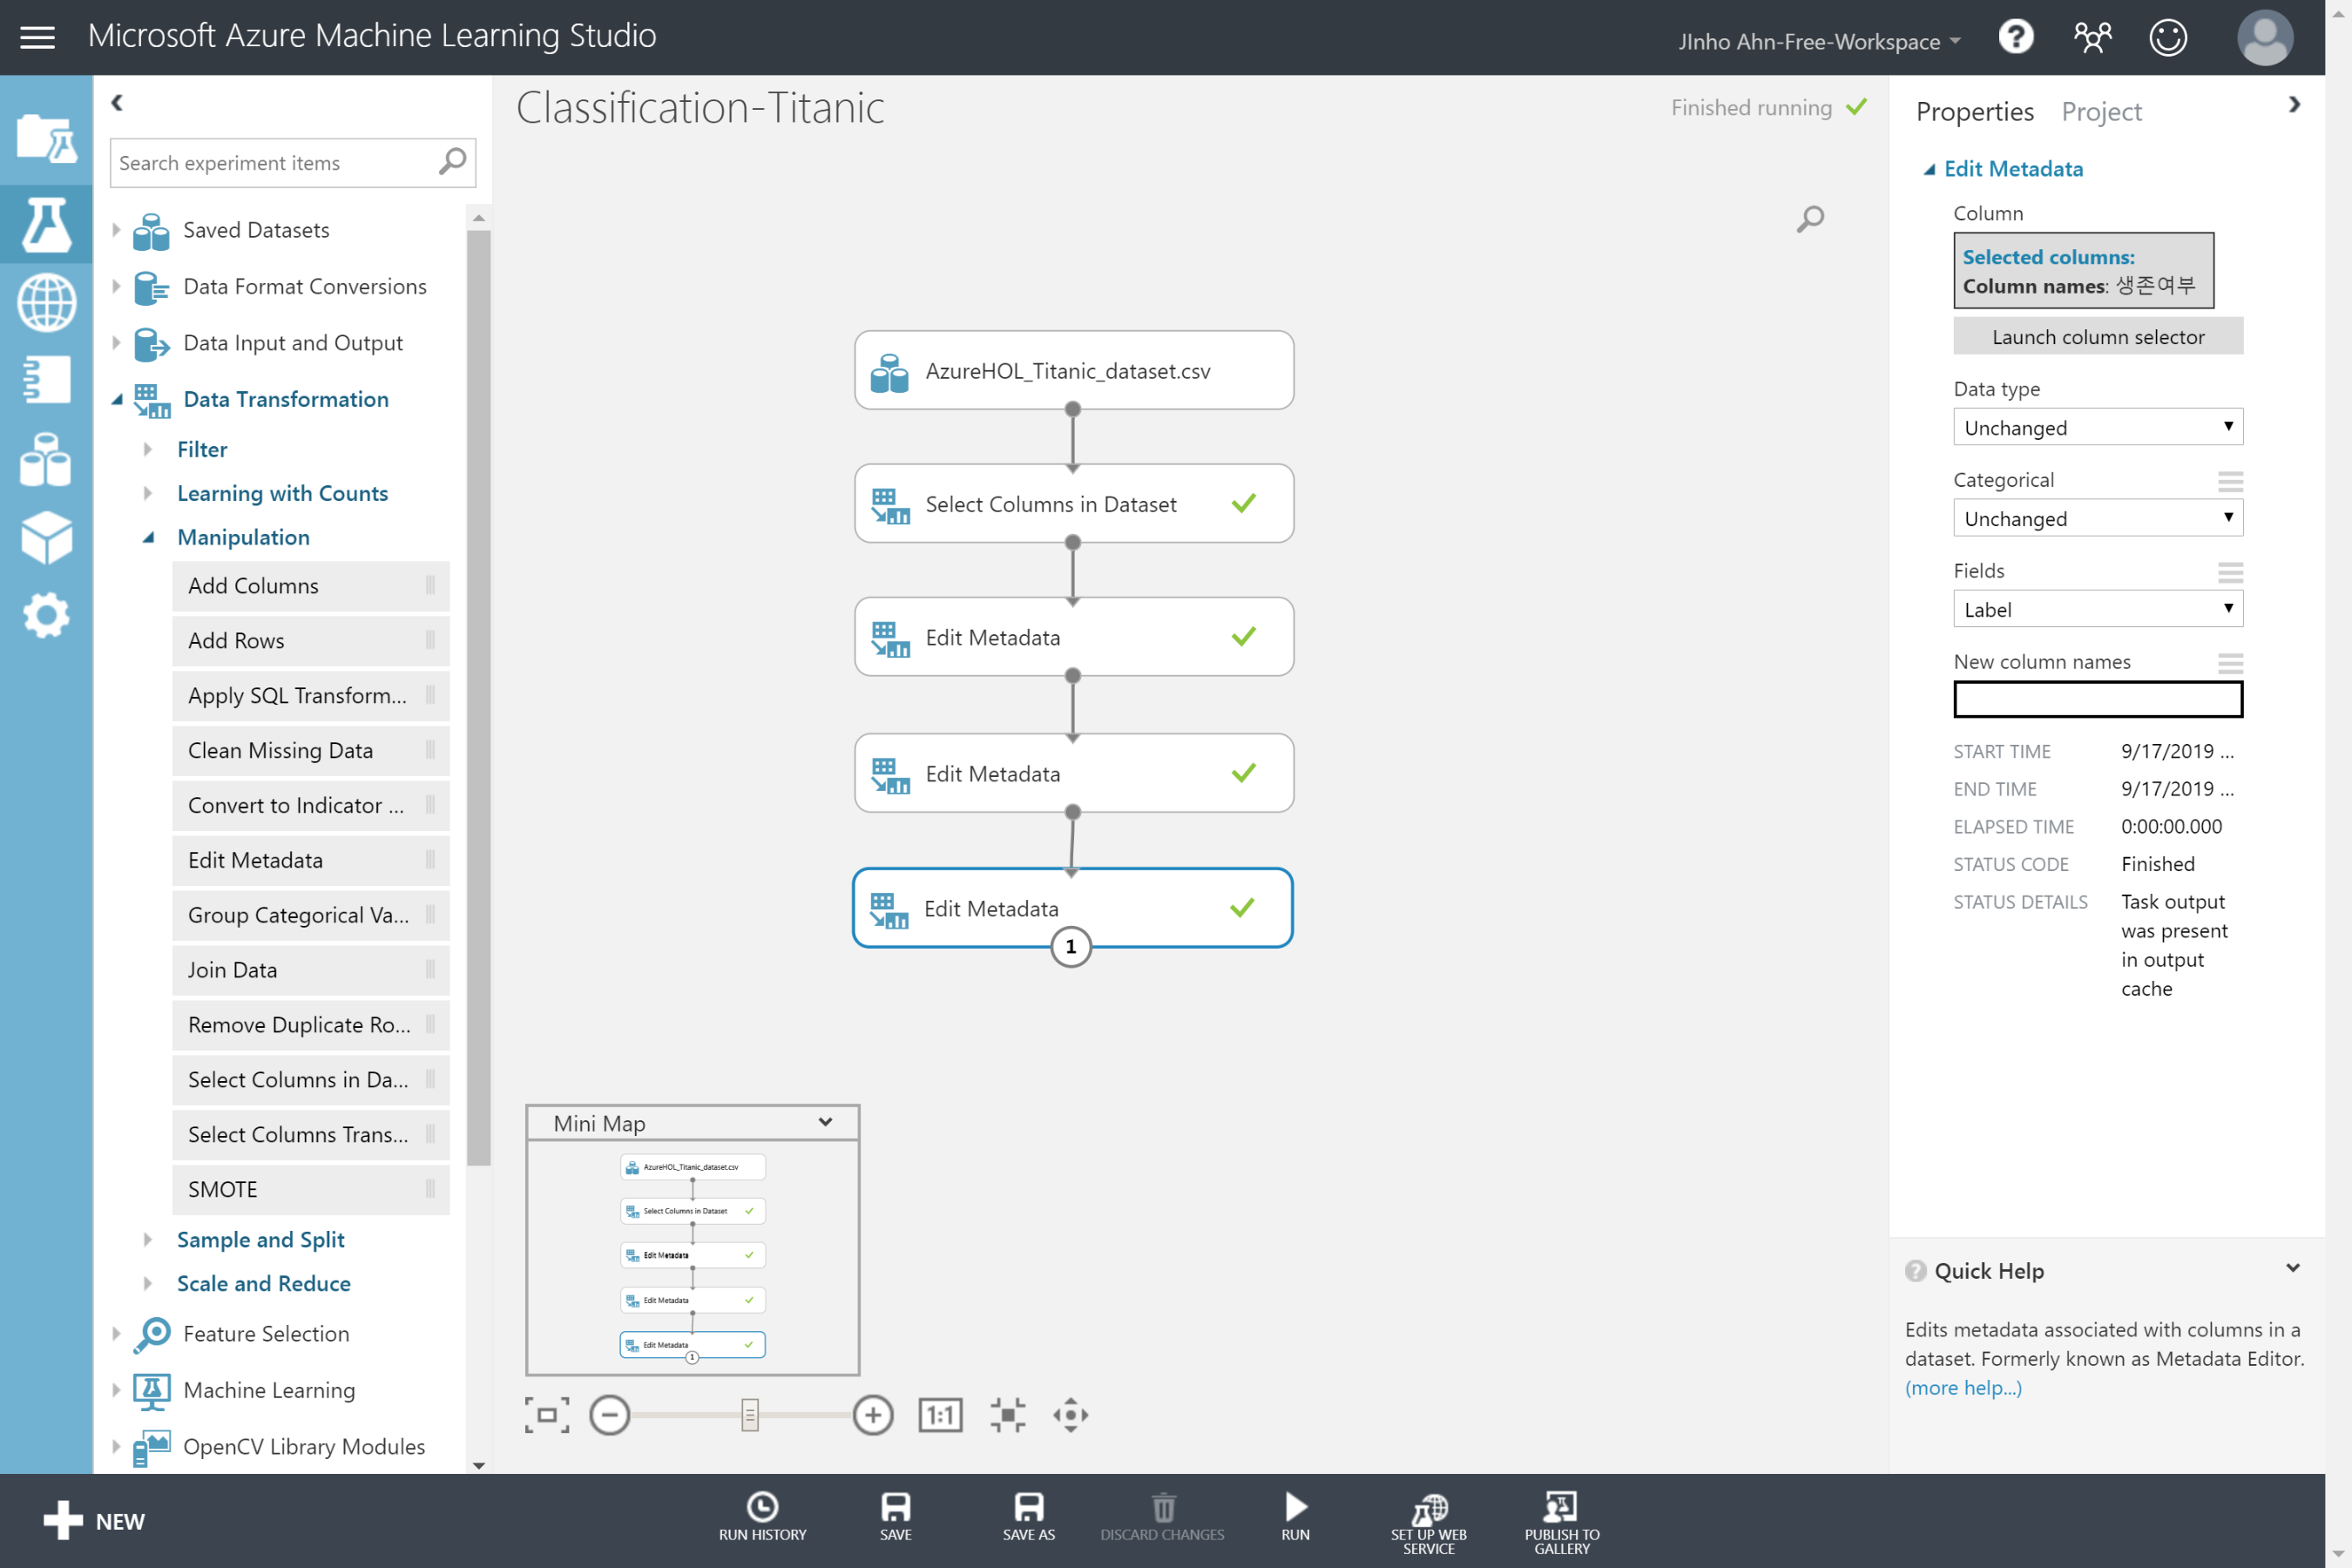 Microsoft Azure Machine Learning Studio
JInho Ahn-Free-Workspace
Search experiment items
Saved Datasets
Data Format Conversions
Data Input and Output
Data Transformation
Filter
Learning with Counts
Manipulation
Add Columns
Add Rows
Apply SQL Transform...
Clean Missing Data
Convert to Indicator ...
Edit Metadata
Group Categorical Va...
Join Data
Remove Duplicate Ro...
Select Columns in Da...
Select Columns Trans...
SMOTE
Sample and Split
Scale and Reduce
Feature Selection
Machine Learning
OpenCV Library Modules
Classification-Titanic
Finished running
AzureHOL_Titanic_dataset.csv
Select Columns in Dataset
Edit Metadata
Edit Metadata
Edit Metadata
1
Mini Map
AzureHOL_Titanic_dataset.csv
Select Columns in Dataset
Edit Metadata
Edit Metadata
Edit Metadata
1
1:1
Properties Project
Edit Metadata
Column
Selected columns:
Column names: 생존여부
Launch column selector
Data type
Unchanged
Categorical
Unchanged
Fields
Label
New column names
START TIME 9/17/2019 ...
END TIME 9/17/2019 ...
ELAPSED TIME 0:00:00.000
STATUS CODE Finished
STATUS DETAILS Task output
was present
in output
cache
? Quick Help
Edits metadata associated with columns in a
dataset. Formerly known as Metadata Editor.
(more help...)
NEW
RUN HISTORY
SAVE
SAVE AS
DISCARD CHANGES
RUN
SET UP WEB
SERVICE
PUBLISH TO
GALLERY